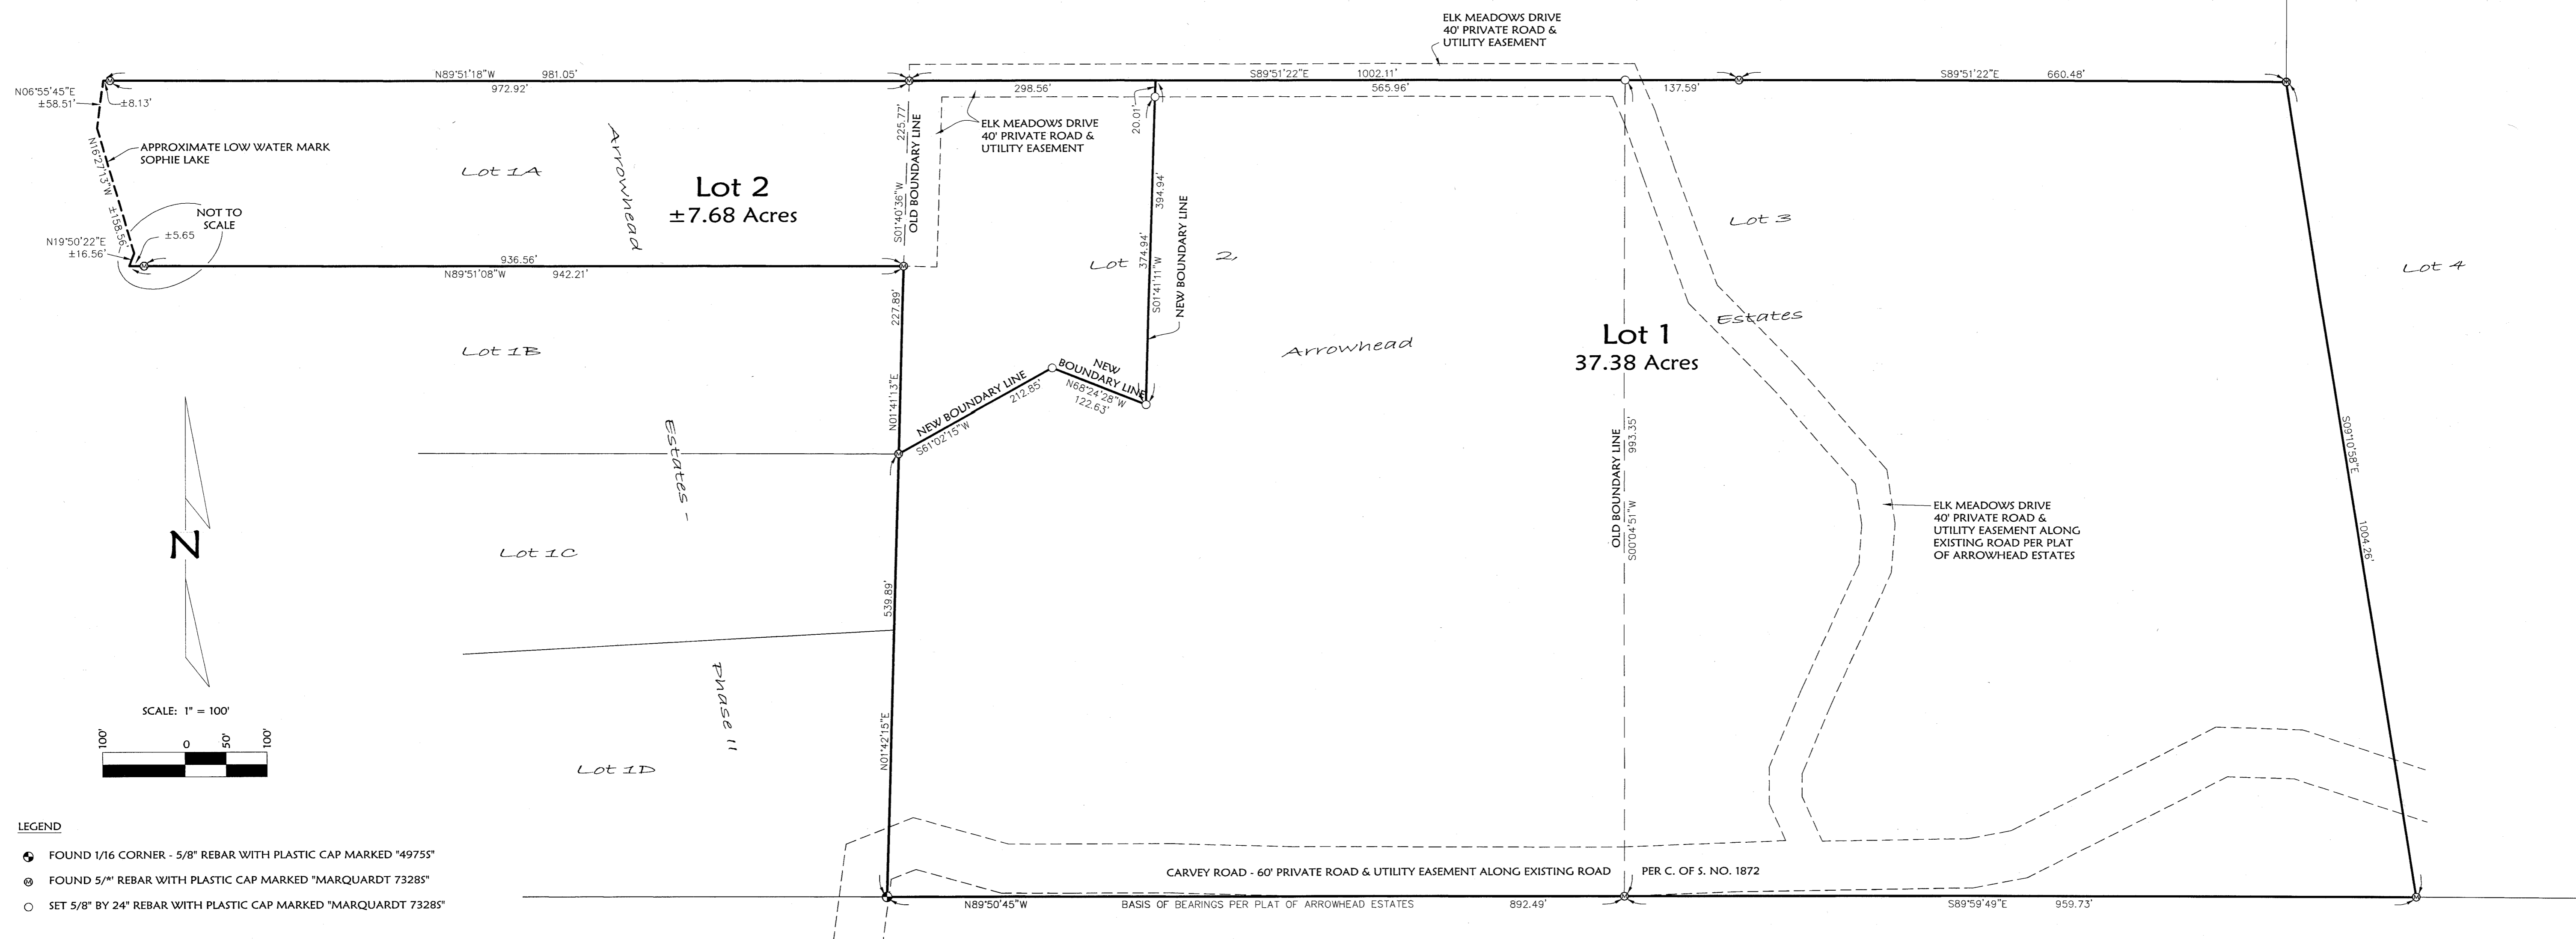 ELK MEADOWS DRIVE
40' PRIVATE ROAD &
UTILITY EASEMENT
N89°51'18"W 981.05'
972.92'
S89°51'22"E 1002.11'
298.56'
565.96'
137.59'
S89°51'22"E 660.48'
N06°55'45"E
±58.51'
±8.13'
APPROXIMATE LOW WATER MARK
SOPHIE LAKE
N16°27'13"W ±158.56'
NOT TO
SCALE
N19°50'22"E
±16.56'
±5.65
Lot 1A
Arrowhead
Lot 2
±7.68 Acres
S01°40'36"W 225.77'
OLD BOUNDARY LINE
ELK MEADOWS DRIVE
40' PRIVATE ROAD &
UTILITY EASEMENT
20.01'
394.94'
374.94'
S01°41'11"W
NEW BOUNDARY LINE
Lot 2,
Lot 3
Lot 4
936.56'
N89°51'08"W 942.21'
227.89'
N01°41'13"E
Lot 1B
NEW BOUNDARY LINE
212.85'
S61°02'15"W
NEW
BOUNDARY LINE
N68°24'28"W
122.63'
Arrowhead
Estates
Lot 1
37.38 Acres
OLD BOUNDARY LINE
993.35'
S00°04'51"W
S09°10'58"E
1004.26'
ELK MEADOWS DRIVE
40' PRIVATE ROAD &
UTILITY EASEMENT ALONG
EXISTING ROAD PER PLAT
OF ARROWHEAD ESTATES
Estates -
Lot 1C
539.89'
N01°42'15"E
Phase II
Lot 1D
N
SCALE: 1" = 100'
100' 0 50' 100'
LEGEND
FOUND 1/16 CORNER - 5/8" REBAR WITH PLASTIC CAP MARKED "4975S"
FOUND 5/*' REBAR WITH PLASTIC CAP MARKED "MARQUARDT 7328S"
SET 5/8" BY 24" REBAR WITH PLASTIC CAP MARKED "MARQUARDT 7328S"
CARVEY ROAD - 60' PRIVATE ROAD & UTILITY EASEMENT ALONG EXISTING ROAD PER C. OF S. NO. 1872
N89°50'45"W BASIS OF BEARINGS PER PLAT OF ARROWHEAD ESTATES 892.49'
S89°59'49"E 959.73'